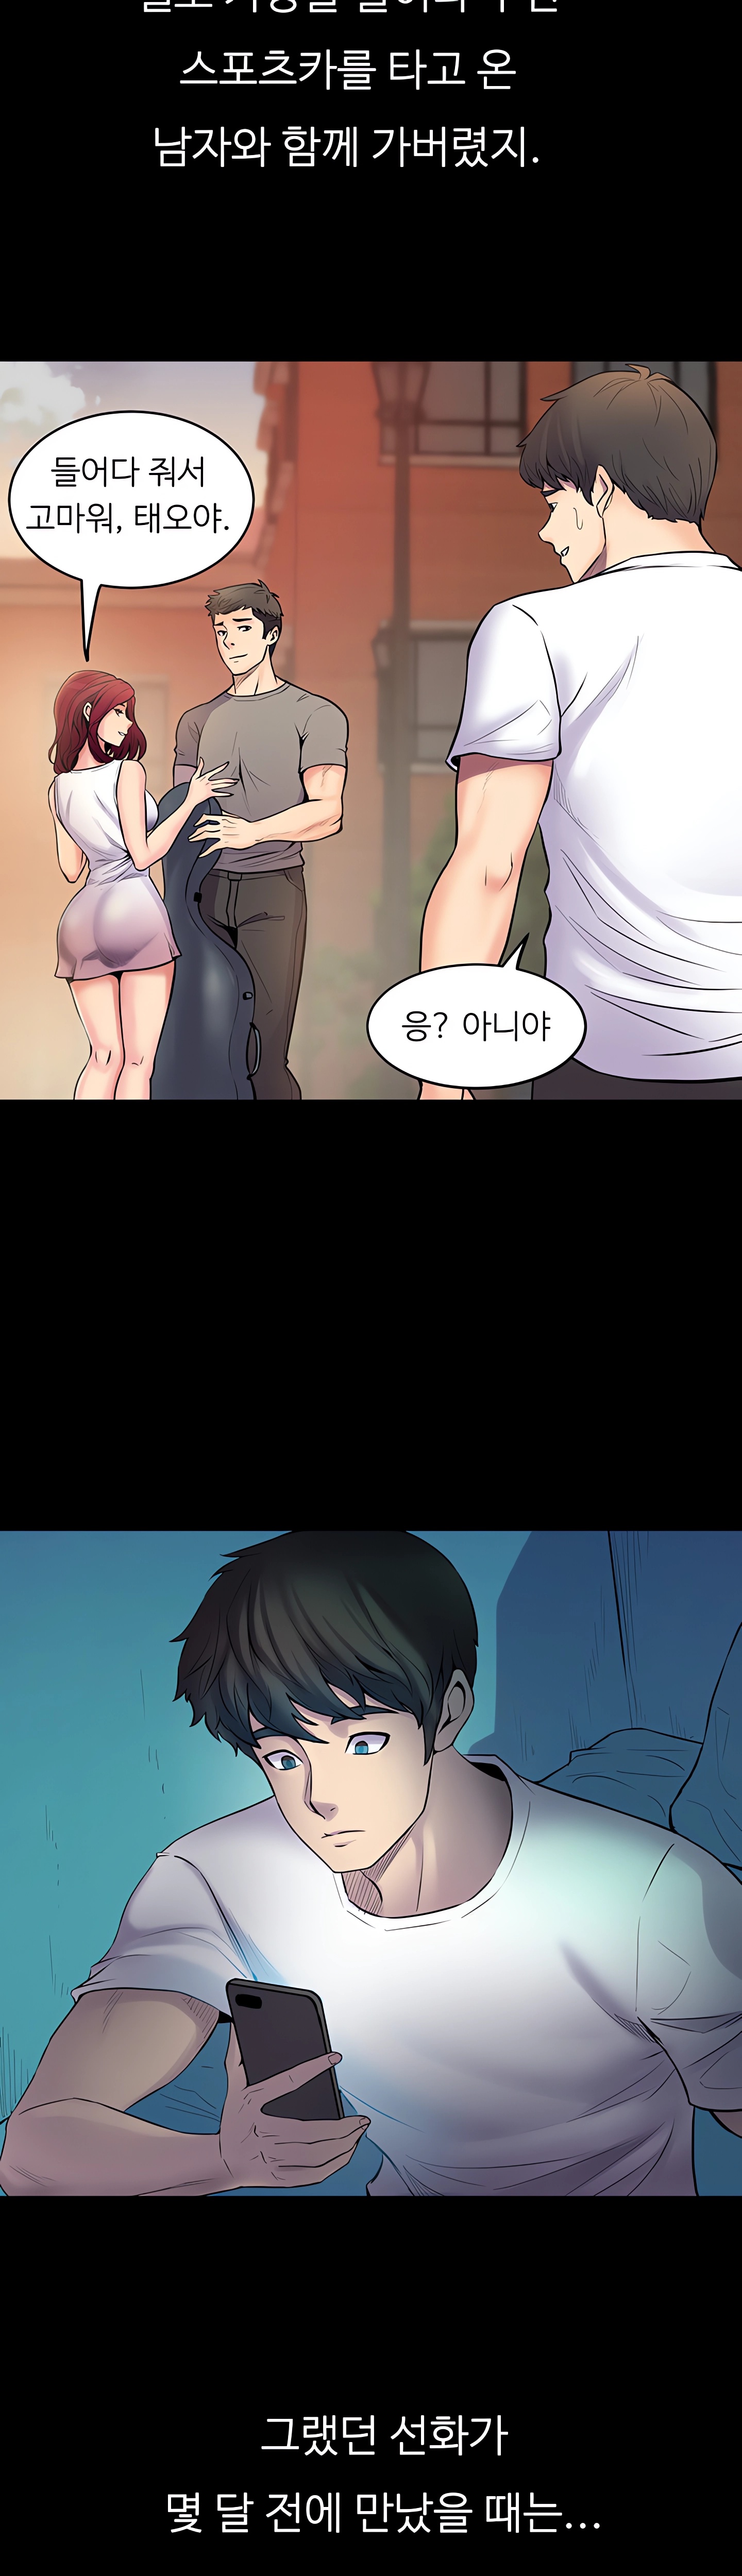 스포츠카를 타고 온
남자와 함께 가버렸지.
들어다 줘서
고마워, 태오야.
응? 아니야
그랬던 선화가
몇 달 전에 만났을 때는...